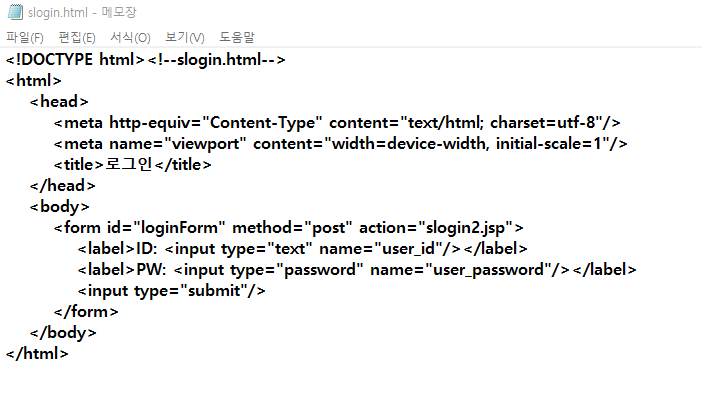 slogin.html - 메모장
파일(F) 편집(E) 서식(O) 보기(V) 도움말
<!DOCTYPE html><!--slogin.html-->
<html>
<head>
<meta http-equiv="Content-Type" content="text/html; charset=utf-8"/>
<meta name="viewport" content="width=device-width, initial-scale=1"/>
<title>로그인</title>
</head>
<body>
<form id="loginForm" method="post" action="slogin2.jsp">
<label>ID: <input type="text" name="user_id"/></label>
<label>PW: <input type="password" name="user_password"/></label>
<input type="submit"/>
</form>
</body>
</html>